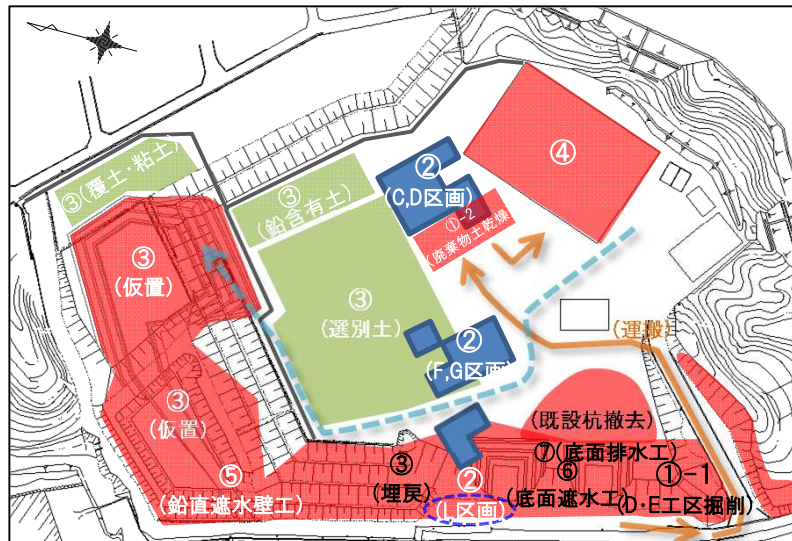 ③(覆土・粘土)
③
(鉛含有土)
②
(C,D区画)
④
①-2
(廃棄物土乾燥
③
(仮置)
③
(選別土)
②
(F,G区画)
(運搬)
③
(仮置)
(既設杭撤去)
⑤
(鉛直遮水壁工)
③
(埋戻)
②
(L区画)
⑦(底面排水工)
⑥
(底面遮水工)
①-1
(D・E工区掘削)